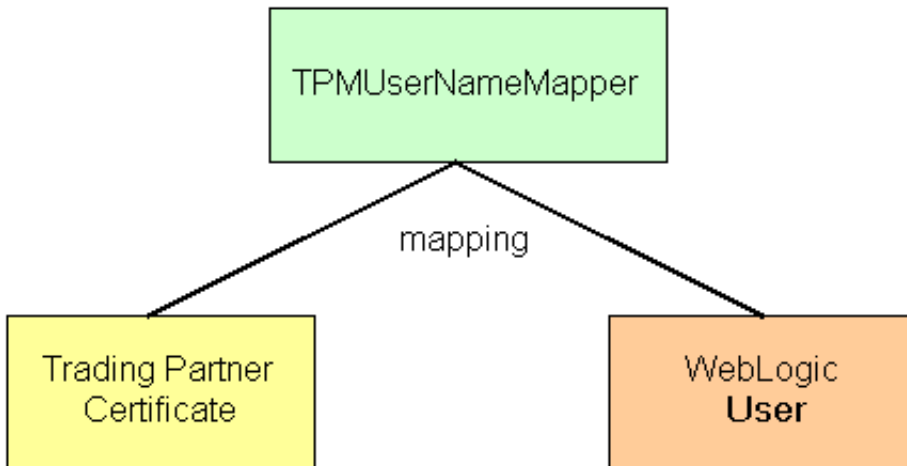 TPMUserNameMapper
mapping
Trading Partner
Certificate
WebLogic
User